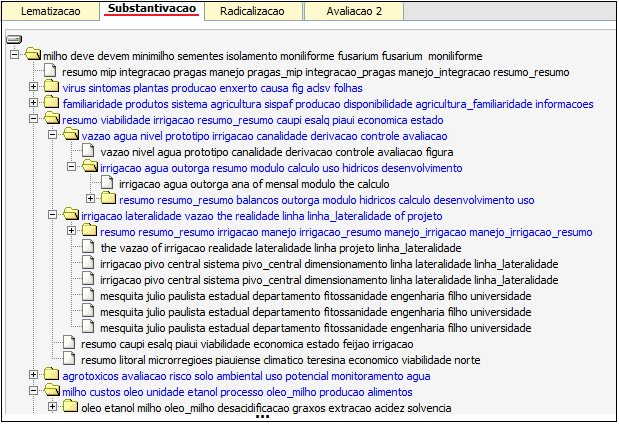 Lematizacao Substantivacao Radicalizacao Avaliacao 2
milho deve devem minimilho sementes isolamento moniliforme fusarium fusarium moniliforme
resumo mip integracao pragas manejo pragas_mip integracao_pragas manejo_integracao resumo_resumo
virus sintomas plantas producao enxerto causa fig aclsv folhas
familiaridade produtos sistema agricultura sispaf producao disponibilidade agricultura_familiaridade informacoes
resumo viabilidade irrigacao resumo_resumo caupi esalq piaui economica estado
vazao agua nivel prototipo irrigacao canalidade derivacao controle avaliacao
vazao nivel agua prototipo canalidade derivacao controle avaliacao figura
irrigacao agua outorga resumo modulo calculo uso hidricos desenvolvimento
irrigacao agua outorga ana of mensal modulo the calculo
resumo resumo_resumo balancos outorga modulo hidricos calculo desenvolvimento uso
irrigacao lateralidade vazao the realidade linha linha_lateralidade of projeto
resumo resumo_resumo irrigacao manejo irrigacao_resumo manejo_irrigacao manejo_irrigacao_resumo
the vazao of irrigacao realidade lateralidade linha projeto linha_lateralidade
irrigacao pivo central sistema pivo_central dimensionamento linha lateralidade linha_lateralidade
irrigacao pivo central sistema pivo_central dimensionamento linha lateralidade linha_lateralidade
mesquita julio paulista estadual departamento fitossanidade engenharia filho universidade
mesquita julio paulista estadual departamento fitossanidade engenharia filho universidade
mesquita julio paulista estadual departamento fitossanidade engenharia filho universidade
resumo caupi esalq piaui viabilidade economica estado feijao irrigacao
resumo litoral microrregioes piauiense climatico teresina economico viabilidade norte
agrotoxicos avaliacao risco solo ambiental uso potencial monitoramento agua
milho custos oleo unidade etanol processo oleo_milho producao alimentos
oleo etanol milho oleo_milho desacidificacao graxos extracao acidez solvencia
...